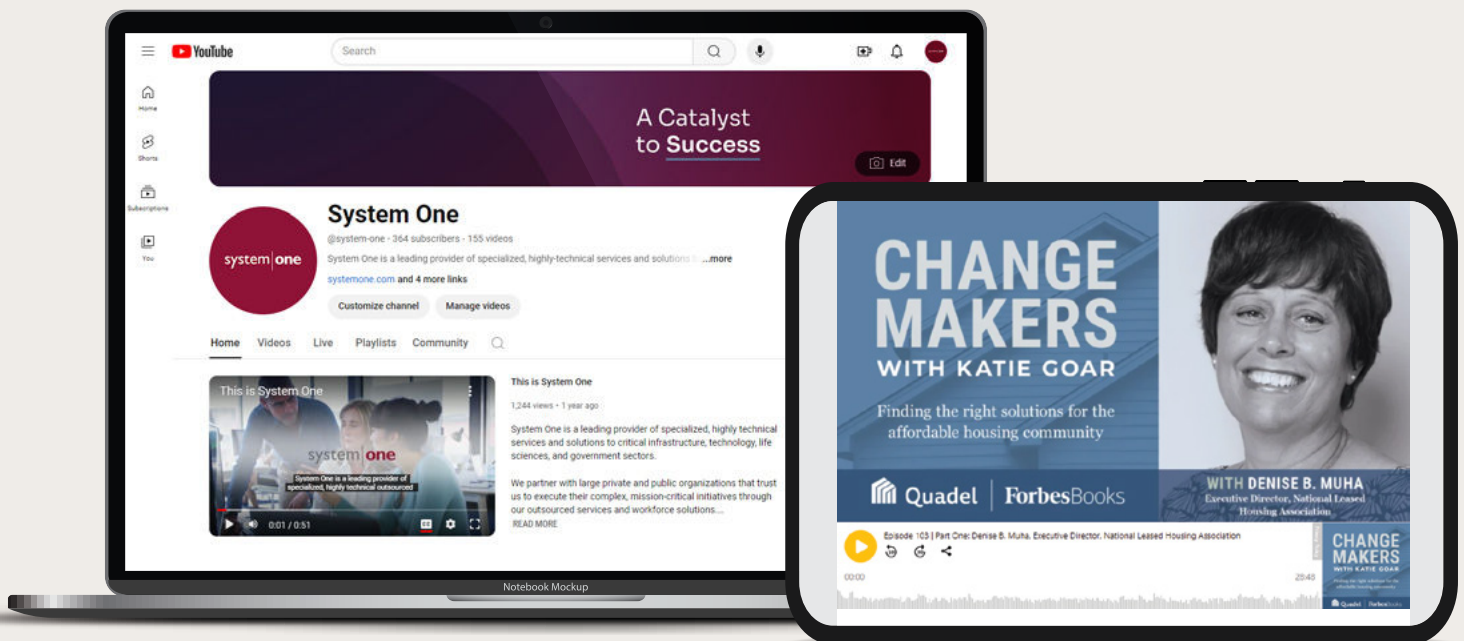 YouTube
Search
Home
Shorts
Subscriptions
You
A Catalyst
to Success
Edit
system one
System One
@system-one · 364 subscribers · 155 videos
System One is a leading provider of specialized, highly-technical services and solutions ...more
systemone.com and 4 more links
Customize channel
Manage videos
Home
Videos
Live
Playlists
Community
This is System One
system one
System One is a leading provider of
specialized, highly technical outsourced
0:01 / 0:51
This is System One
1,244 views · 1 year ago
System One is a leading provider of specialized, highly technical
services and solutions to critical infrastructure, technology, life
sciences, and government sectors.
We partner with large private and public organizations that trust
us to execute their complex, mission-critical initiatives through
our outsourced services and workforce solutions....
READ MORE
Notebook Mockup
CHANGE
MAKERS
WITH KATIE GOAR
Finding the right solutions for the
affordable housing community
Quadel | ForbesBooks
WITH DENISE B. MUHA
Executive Director, National Leased
Housing Association
Episode 103 | Part One: Denise B. Muha, Executive Director, National Leased Housing Association
00:00
28:48
CHANGE
MAKERS
WITH KATIE GOAR
Quadel | ForbesBooks